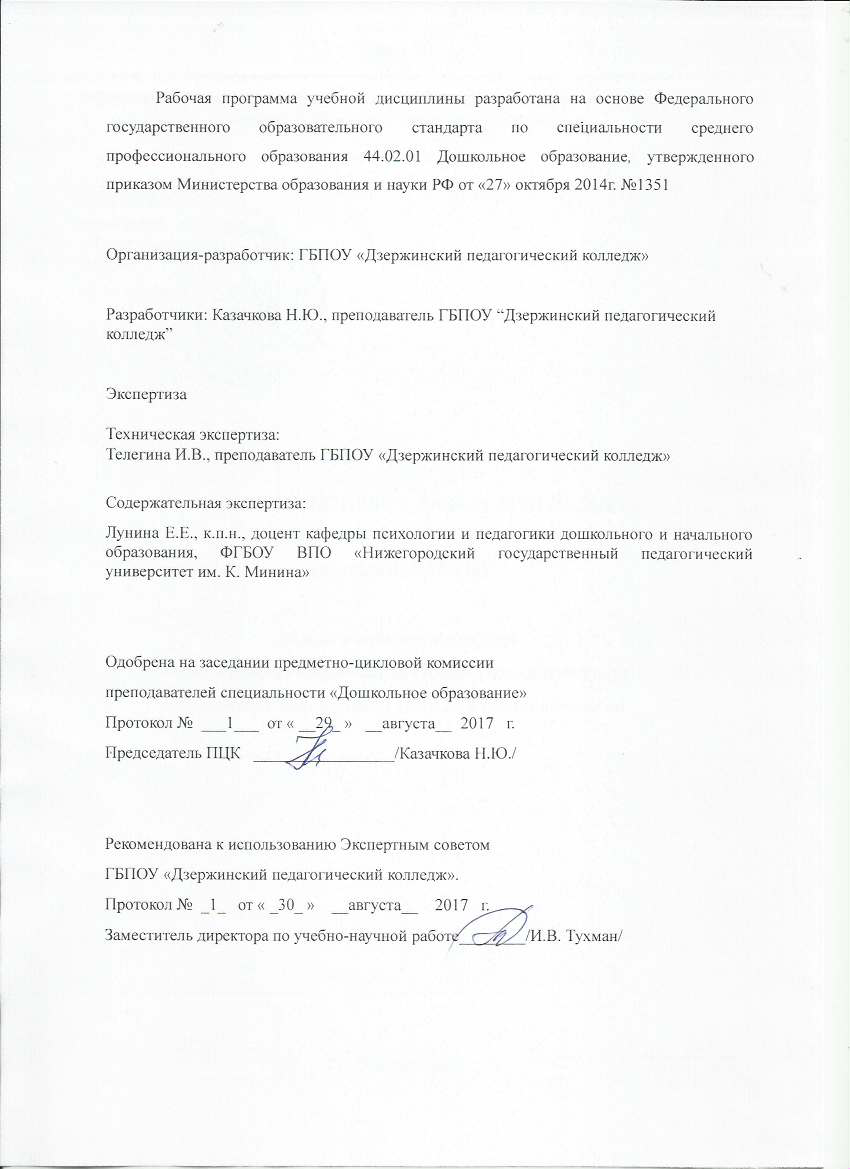 Рабочая программа учебной дисциплины разработана на основе Федерального
государственного образовательного стандарта по специальности среднего
профессионального образования 44.02.01 Дошкольное образование, утвержденного
приказом Министерства образования и науки РФ от «27» октября 2014г. №1351
Организация-разработчик: ГБПОУ «Дзержинский педагогический колледж»
Разработчики: Казачкова Н.Ю., преподаватель ГБПОУ “Дзержинский педагогический
колледж”
Экспертиза
Техническая экспертиза:
Телегина И.В., преподаватель ГБПОУ «Дзержинский педагогический колледж»
Содержательная экспертиза:
Лунина Е.Е., к.п.н., доцент кафедры психологии и педагогики дошкольного и начального
образования, ФГБОУ ВПО «Нижегородский государственный педагогический
университет им. К. Минина»
Одобрена на заседании предметно-цикловой комиссии
преподавателей специальности «Дошкольное образование»
Протокол № ___1___ от « __29_ » __августа__ 2017 г.
Председатель ПЦК _________________/Казачкова Н.Ю./
Рекомендована к использованию Экспертным советом
ГБПОУ «Дзержинский педагогический колледж».
Протокол № _1_ от « _30_ » __августа__ 2017 г.
Заместитель директора по учебно-научной работе________/И.В. Тухман/